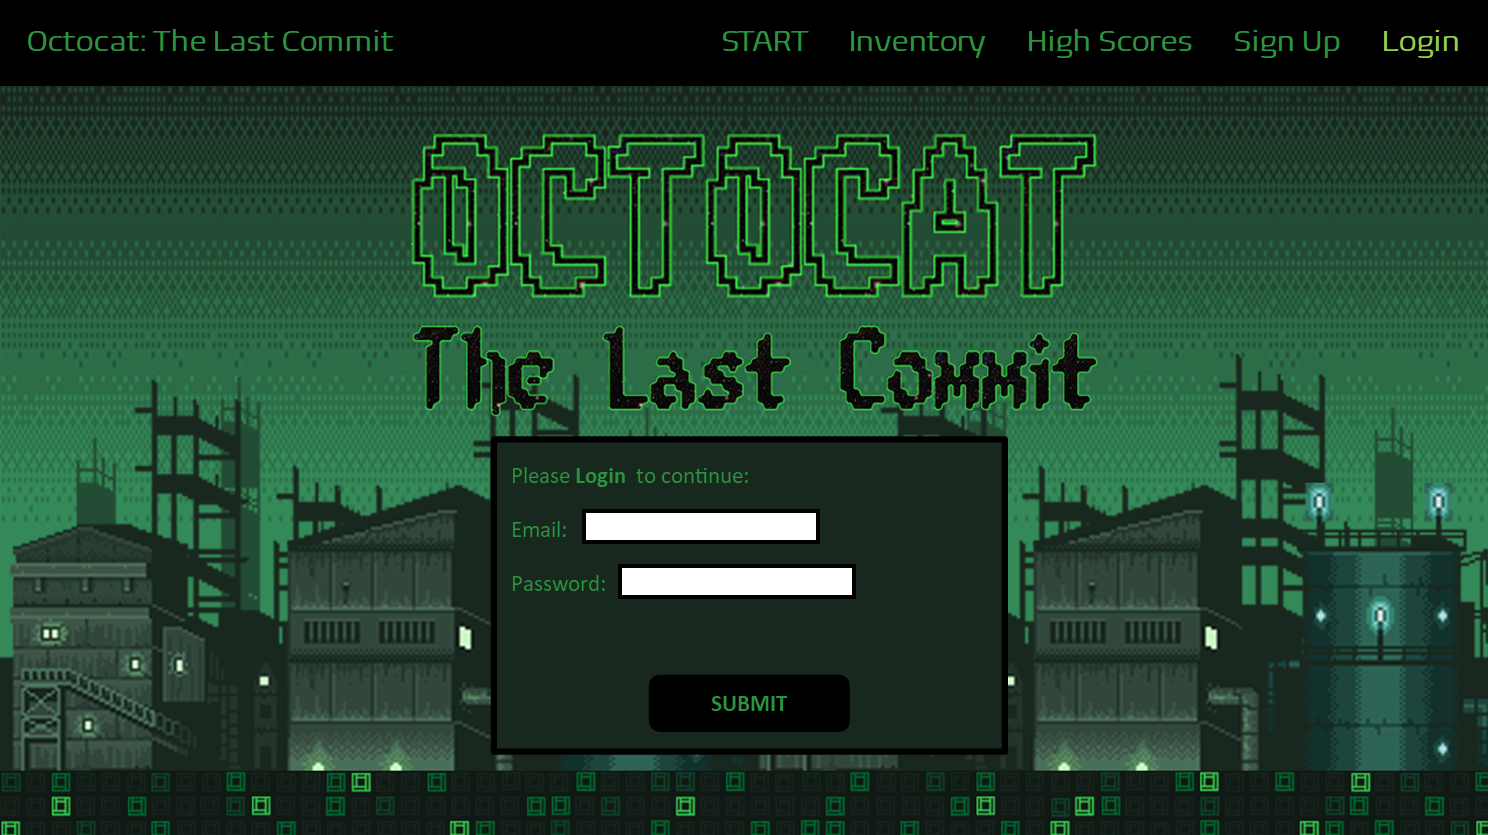 Octocat: The Last Commit START Inventory High Scores Sign Up Login
OCTOCAT
The Last Commit
Please Login to continue:
Email:
Password:
SUBMIT